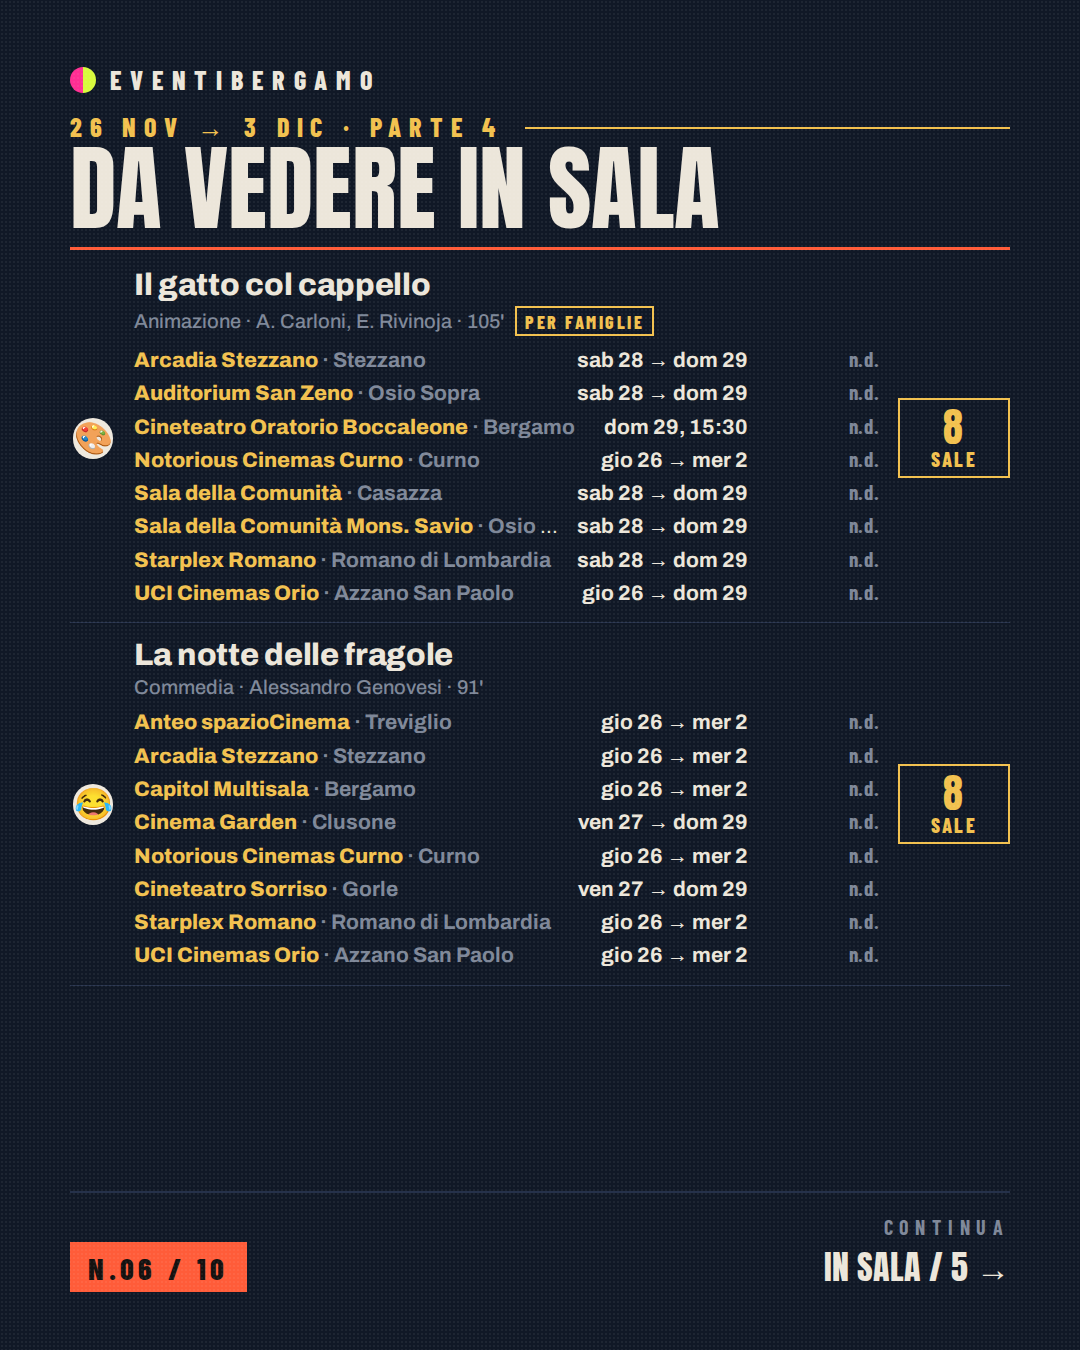 EVENTIBERGAMO
26 NOV → 3 DIC · PARTE 4
DA VEDERE IN SALA
Il gatto col cappello
Animazione · A. Carloni, E. Rivinoja · 105' PER FAMIGLIE
Arcadia Stezzano · Stezzano sab 28 → dom 29 n.d.
Auditorium San Zeno · Osio Sopra sab 28 → dom 29 n.d.
Cineteatro Oratorio Boccaleone · Bergamo dom 29, 15:30 n.d.
Notorious Cinemas Curno · Curno gio 26 → mer 2 n.d.
Sala della Comunità · Casazza sab 28 → dom 29 n.d.
Sala della Comunità Mons. Savio · Osio ... sab 28 → dom 29 n.d.
Starplex Romano · Romano di Lombardia sab 28 → dom 29 n.d.
UCI Cinemas Orio · Azzano San Paolo gio 26 → dom 29 n.d.
8
SALE
La notte delle fragole
Commedia · Alessandro Genovesi · 91'
Anteo spazioCinema · Treviglio gio 26 → mer 2 n.d.
Arcadia Stezzano · Stezzano gio 26 → mer 2 n.d.
Capitol Multisala · Bergamo gio 26 → mer 2 n.d.
Cinema Garden · Clusone ven 27 → dom 29 n.d.
Notorious Cinemas Curno · Curno gio 26 → mer 2 n.d.
Cineteatro Sorriso · Gorle ven 27 → dom 29 n.d.
Starplex Romano · Romano di Lombardia gio 26 → mer 2 n.d.
UCI Cinemas Orio · Azzano San Paolo gio 26 → mer 2 n.d.
8
SALE
CONTINUA
N.06 / 10
IN SALA / 5 →